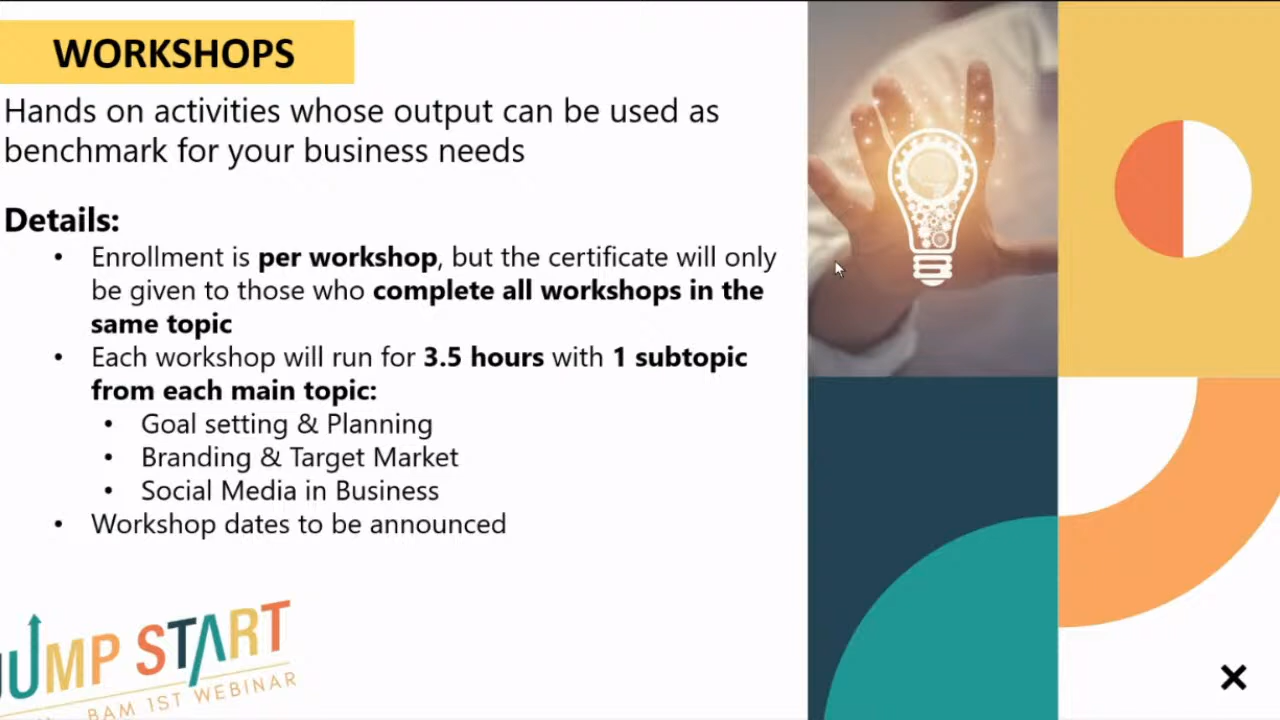 WORKSHOPS
Hands on activities whose output can be used as
benchmark for your business needs
Details:
• Enrollment is per workshop, but the certificate will only
be given to those who complete all workshops in the
same topic
• Each workshop will run for 3.5 hours with 1 subtopic
from each main topic:
• Goal setting & Planning
• Branding & Target Market
• Social Media in Business
• Workshop dates to be announced
JUMP START
BAM 1ST WEBINAR